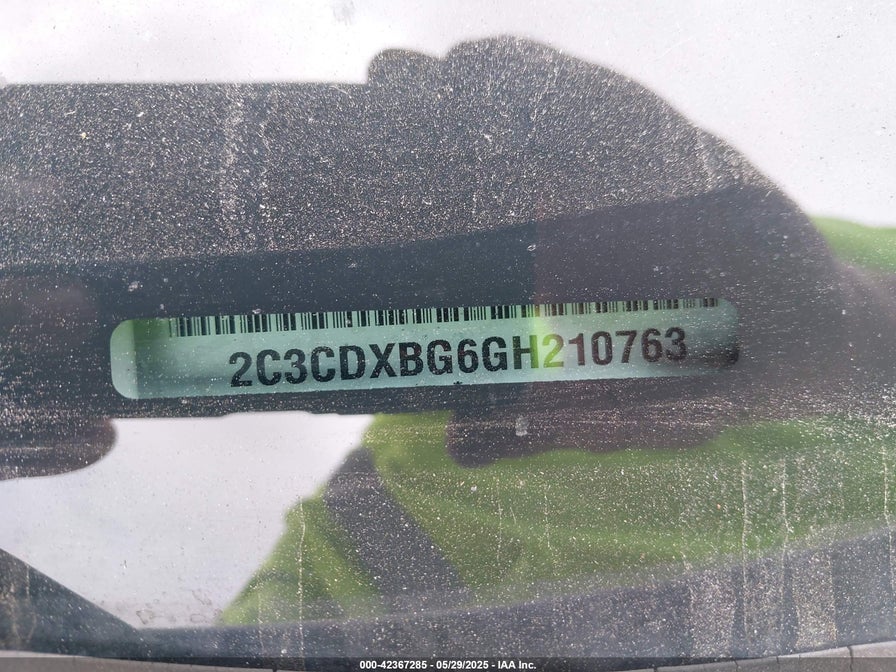 2C3CDXBG6GH210763
*
000-42367285 - 05/29/2025 - IAA Inc.